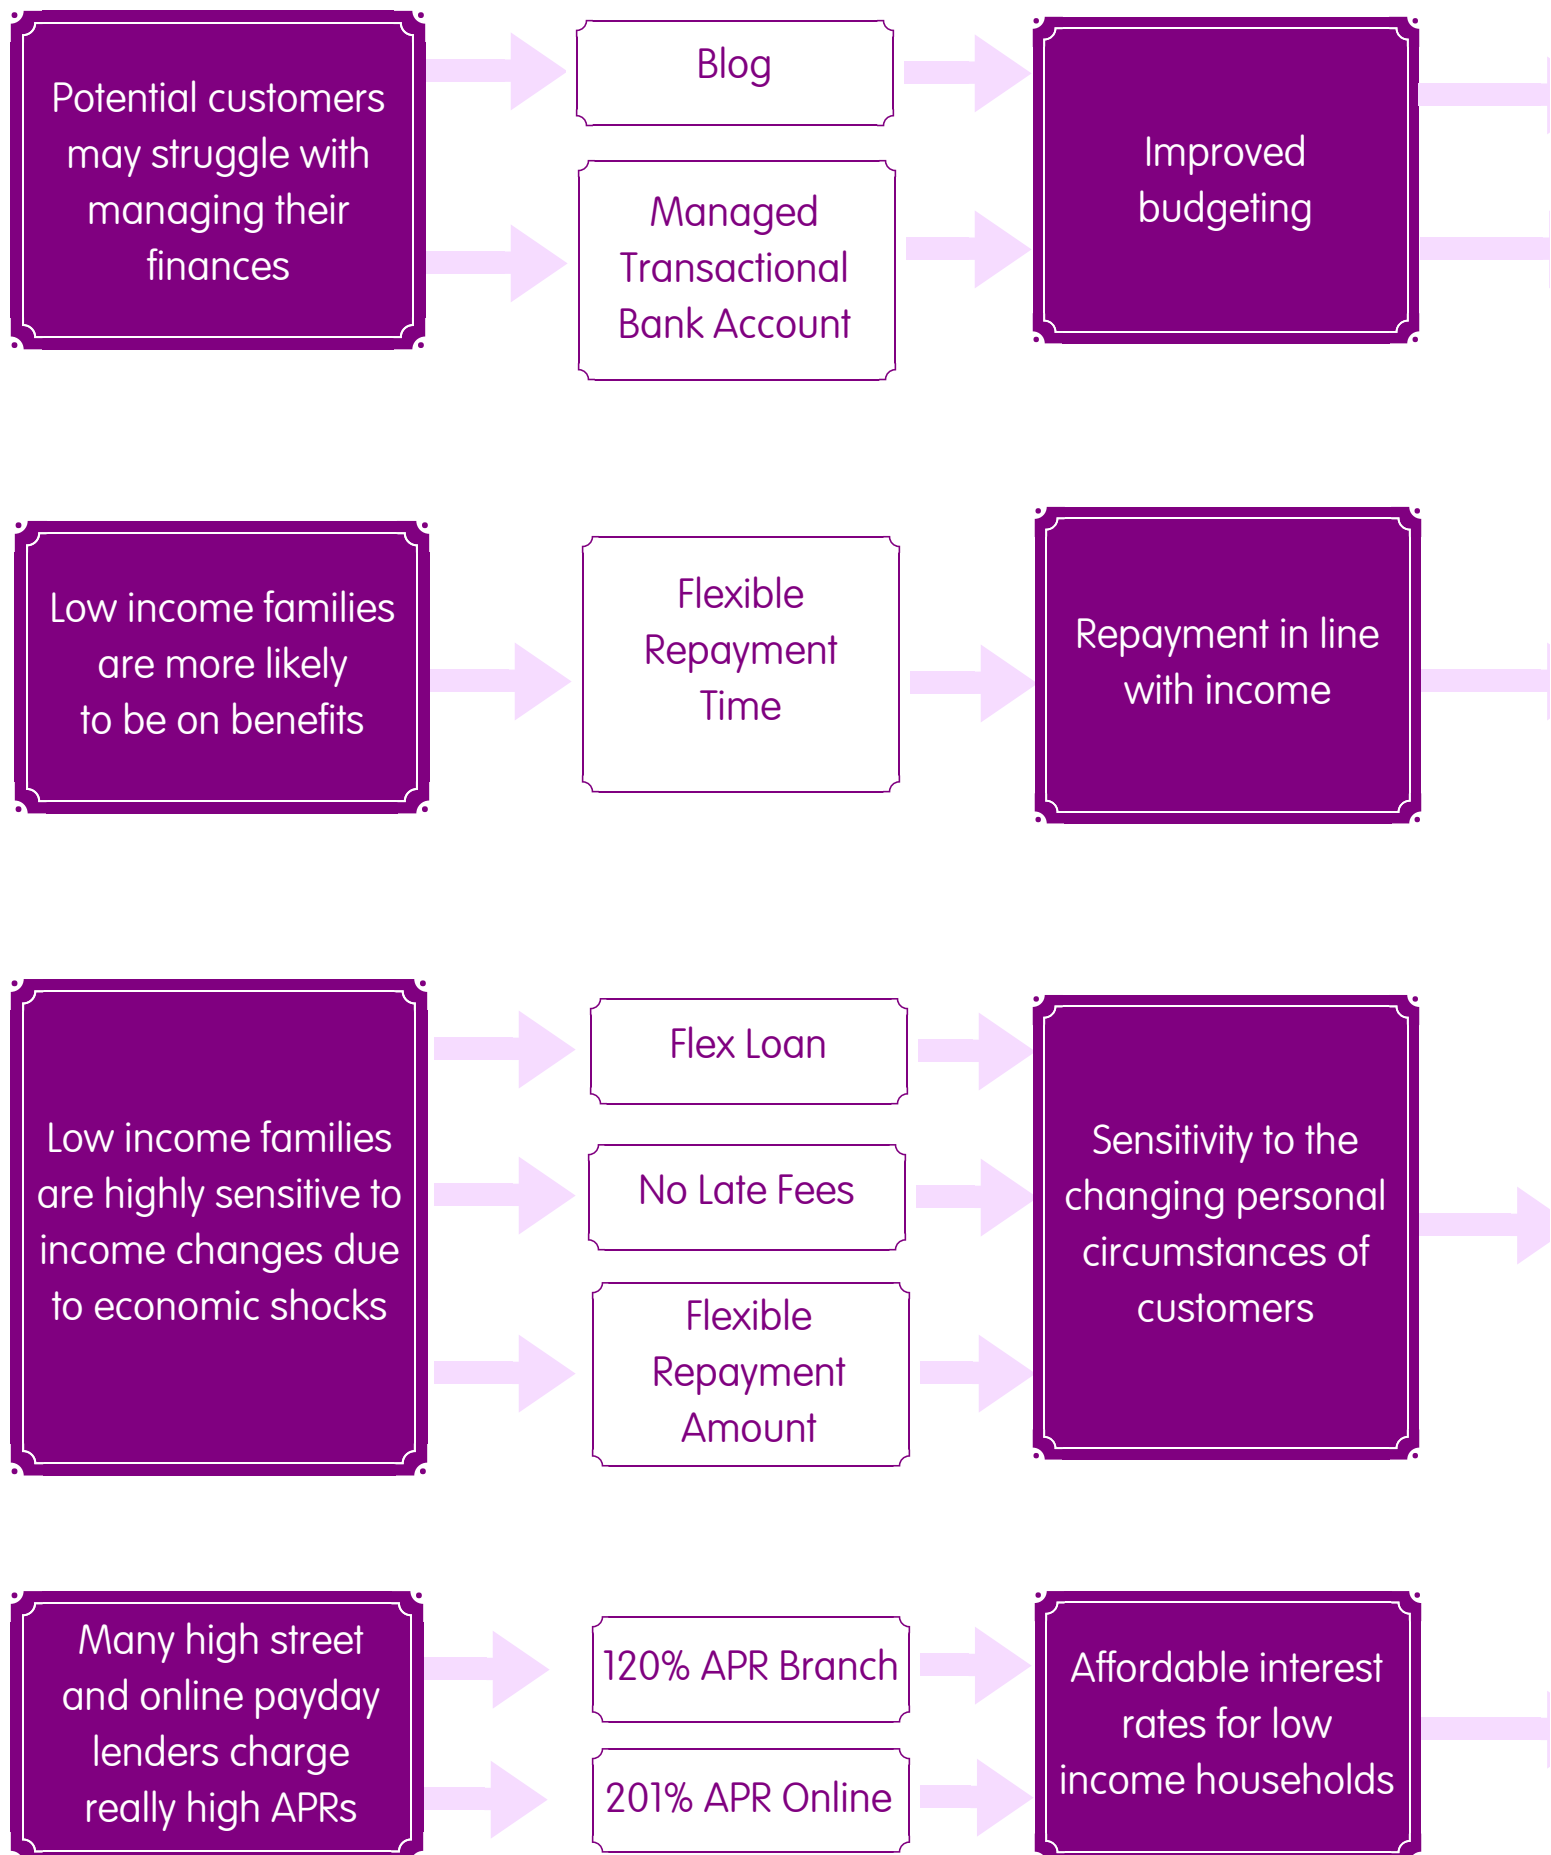 Potential customers
may struggle with
managing their
finances
Blog
Managed
Transactional
Bank Account
Improved
budgeting
Low income families
are more likely
to be on benefits
Flexible
Repayment
Time
Repayment in line
with income
Low income families
are highly sensitive to
income changes due
to economic shocks
Flex Loan
No Late Fees
Flexible
Repayment
Amount
Sensitivity to the
changing personal
circumstances of
customers
Many high street
and online payday
lenders charge
really high APRs
120% APR Branch
201% APR Online
Affordable interest
rates for low
income households